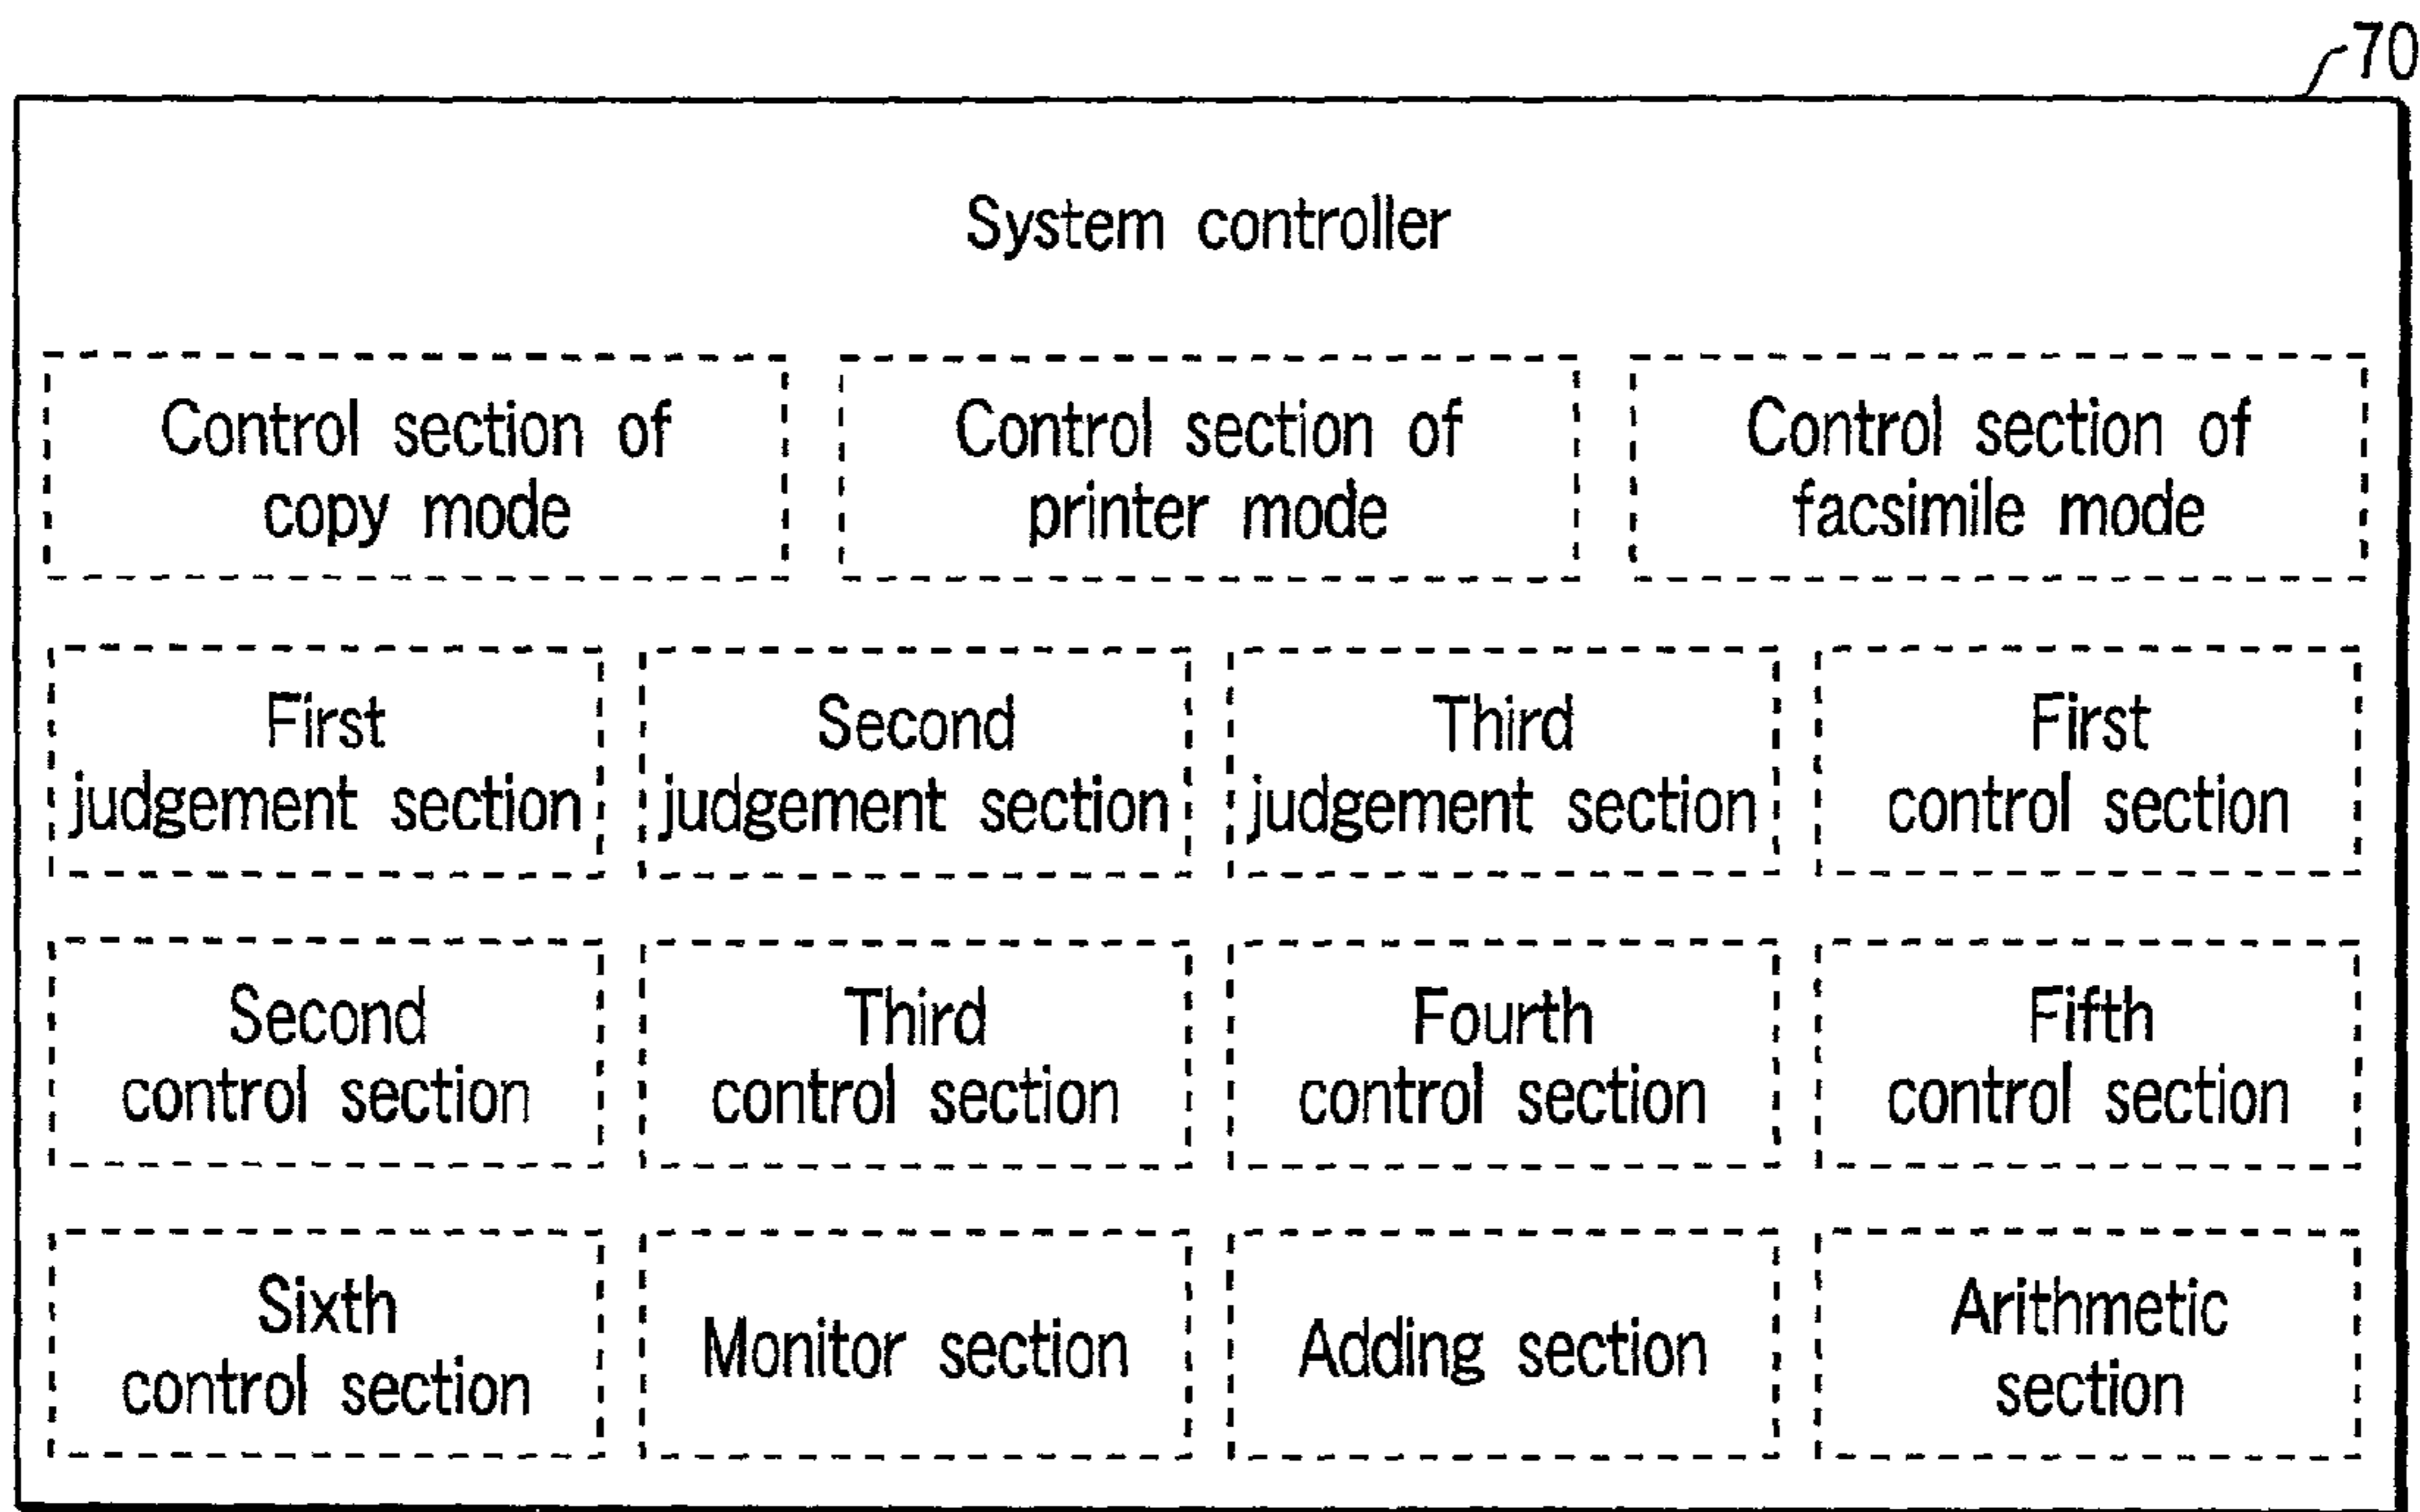 70
System controller
Control section of
copy mode
Control section of
printer mode
Control section of
facsimile mode
First
judgement section
Second
judgement section
Third
judgement section
First
control section
Second
control section
Third
control section
Fourth
control section
Fifth
control section
Sixth
control section
Monitor section
Adding section
Arithmetic
section